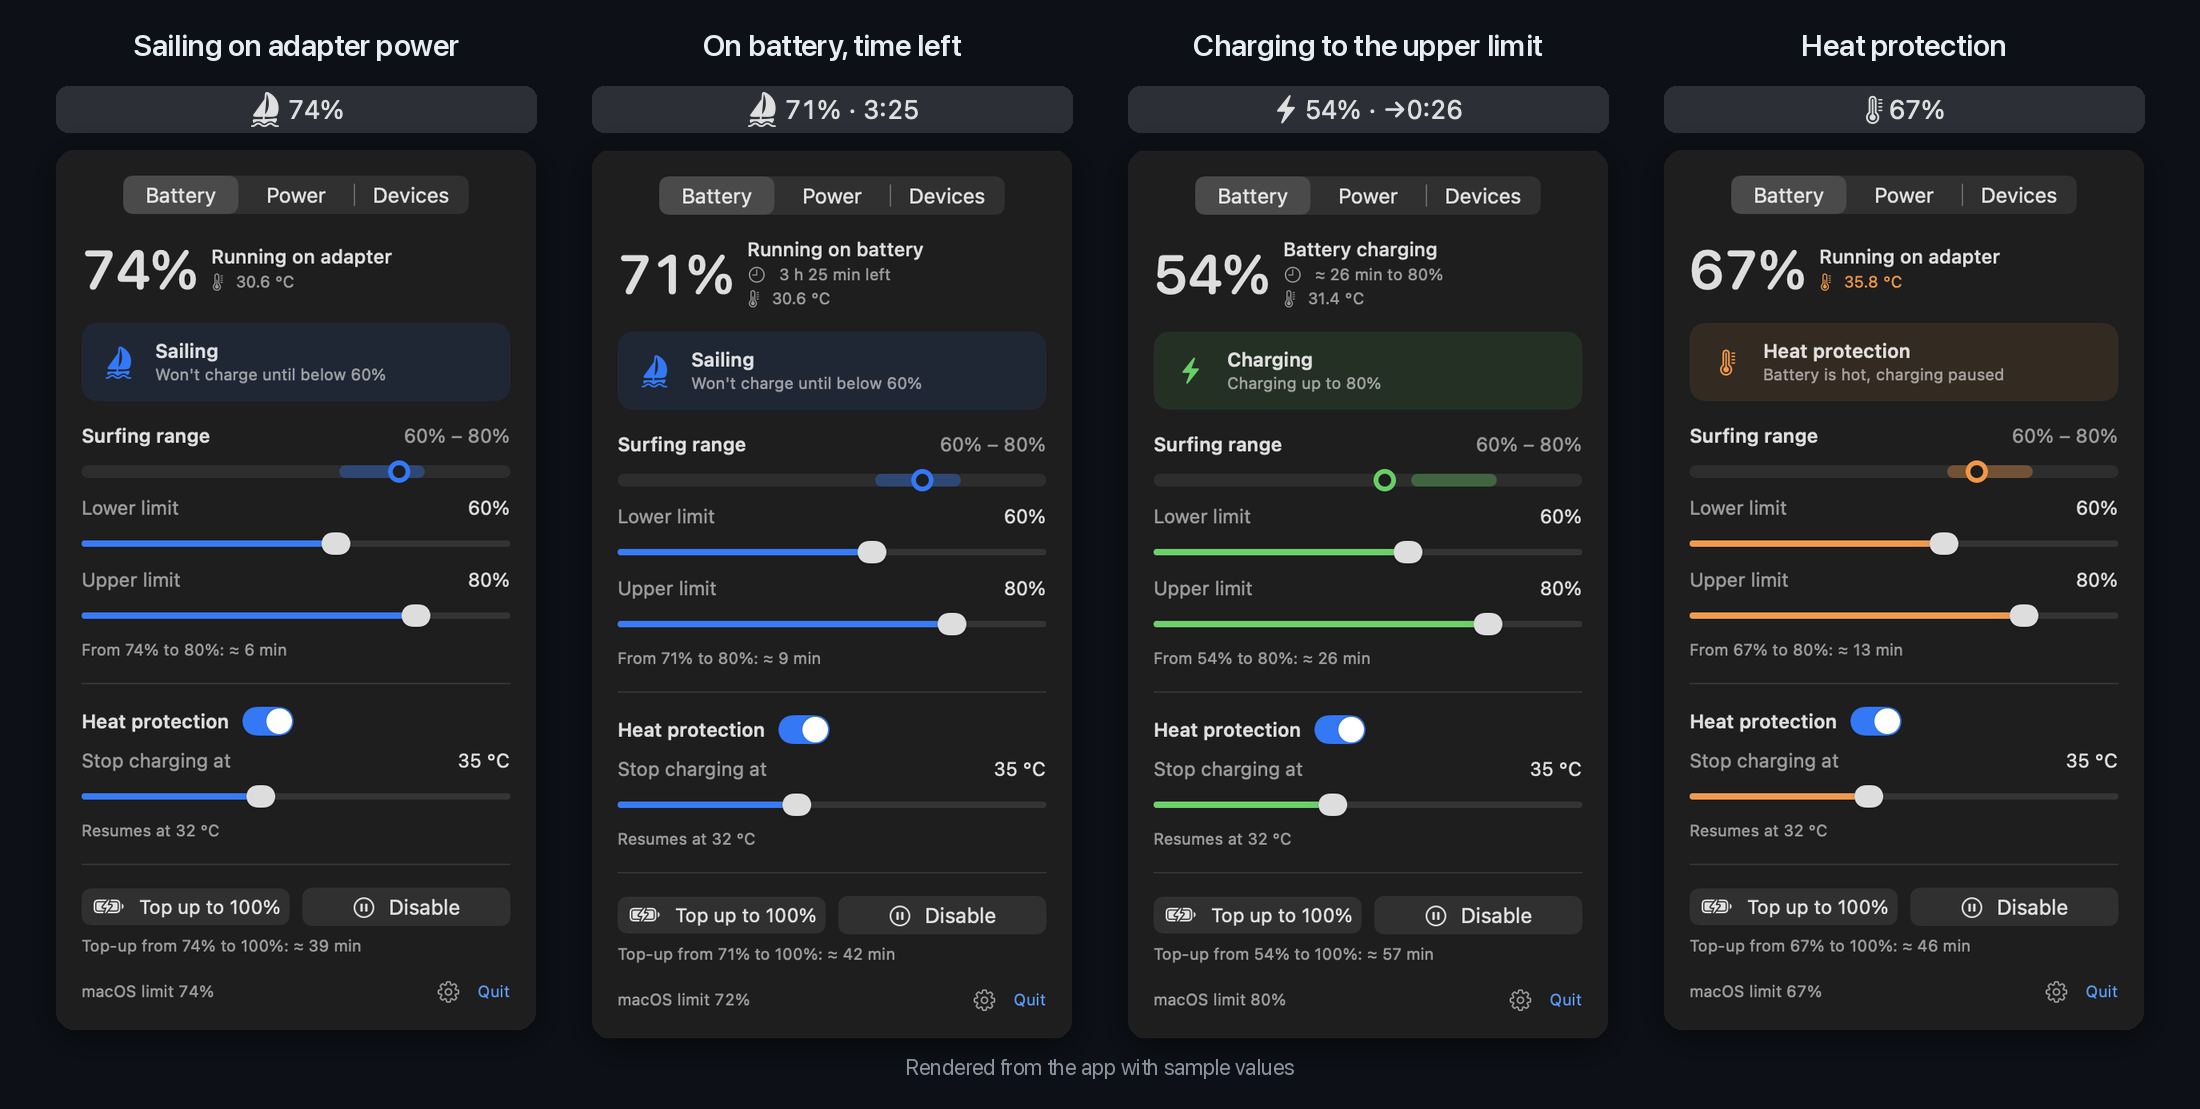 Sailing on adapter power
74%
Battery Power Devices
74% Running on adapter
30.6 °C
Sailing
Won't charge until below 60%
Surfing range 60% – 80%
Lower limit 60%
Upper limit 80%
From 74% to 80%: ≈ 6 min
Heat protection
Stop charging at 35 °C
Resumes at 32 °C
Top up to 100% Disable
Top-up from 74% to 100%: ≈ 39 min
macOS limit 74% Quit
On battery, time left
71% · 3:25
Battery Power Devices
71% Running on battery
3 h 25 min left
30.6 °C
Sailing
Won't charge until below 60%
Surfing range 60% – 80%
Lower limit 60%
Upper limit 80%
From 71% to 80%: ≈ 9 min
Heat protection
Stop charging at 35 °C
Resumes at 32 °C
Top up to 100% Disable
Top-up from 71% to 100%: ≈ 42 min
macOS limit 72% Quit
Charging to the upper limit
54% · →0:26
Battery Power Devices
54% Battery charging
≈ 26 min to 80%
31.4 °C
Charging
Charging up to 80%
Surfing range 60% – 80%
Lower limit 60%
Upper limit 80%
From 54% to 80%: ≈ 26 min
Heat protection
Stop charging at 35 °C
Resumes at 32 °C
Top up to 100% Disable
Top-up from 54% to 100%: ≈ 57 min
macOS limit 80% Quit
Heat protection
67%
Battery Power Devices
67% Running on adapter
35.8 °C
Heat protection
Battery is hot, charging paused
Surfing range 60% – 80%
Lower limit 60%
Upper limit 80%
From 67% to 80%: ≈ 13 min
Heat protection
Stop charging at 35 °C
Resumes at 32 °C
Top up to 100% Disable
Top-up from 67% to 100%: ≈ 46 min
macOS limit 67% Quit
Rendered from the app with sample values